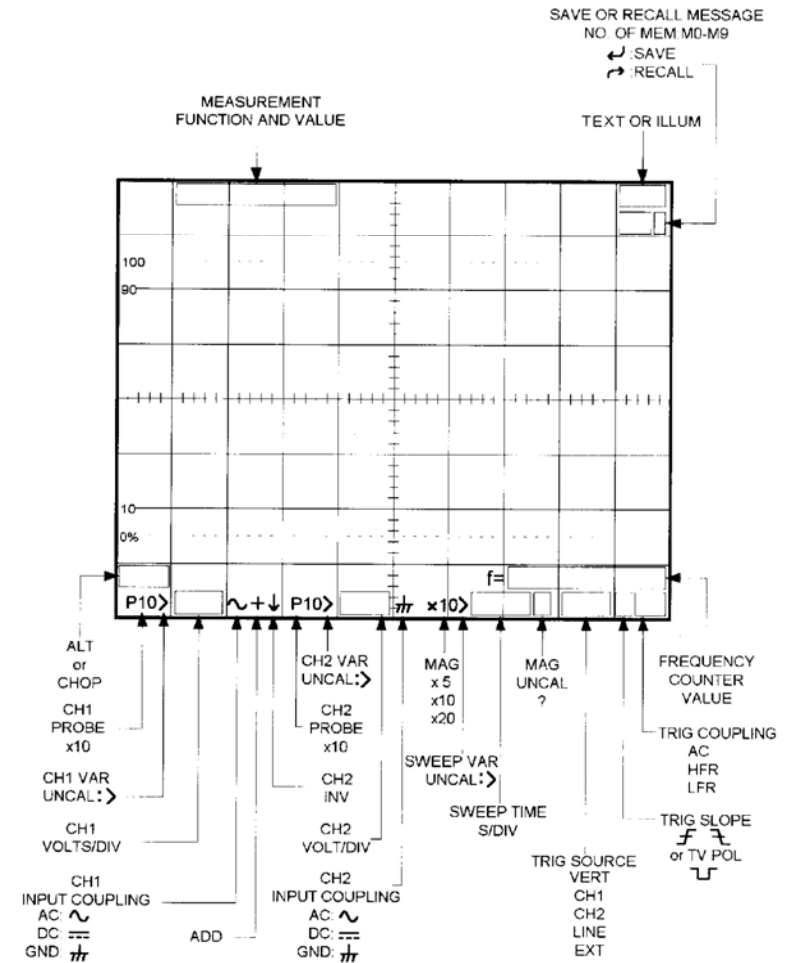 SAVE OR RECALL MESSAGE
NO. OF MEM:M0-M9
:SAVE
:RECALL
MEASUREMENT
FUNCTION AND VALUE
TEXT OR ILLUM
100
90
10
0%
f=
P10>
+
P10>
x10>
ALT
or
CHOP
CH1
PROBE
x10
CH1 VAR
UNCAL:>
CH1
VOLTS/DIV
CH1
INPUT COUPLING
AC:
DC:
GND:
ADD
CH2 VAR
UNCAL:>
CH2
PROBE
x10
CH2
INV
CH2
VOLT/DIV
CH2
INPUT COUPLING
AC:
DC:
GND:
MAG
x 5
x10
x20
SWEEP VAR
UNCAL:>
SWEEP TIME
S/DIV
MAG
UNCAL
?
TRIG SOURCE
VERT
CH1
CH2
LINE
EXT
FREQUENCY
COUNTER
VALUE
TRIG COUPLING
AC
HFR
LFR
TRIG SLOPE
or TV POL